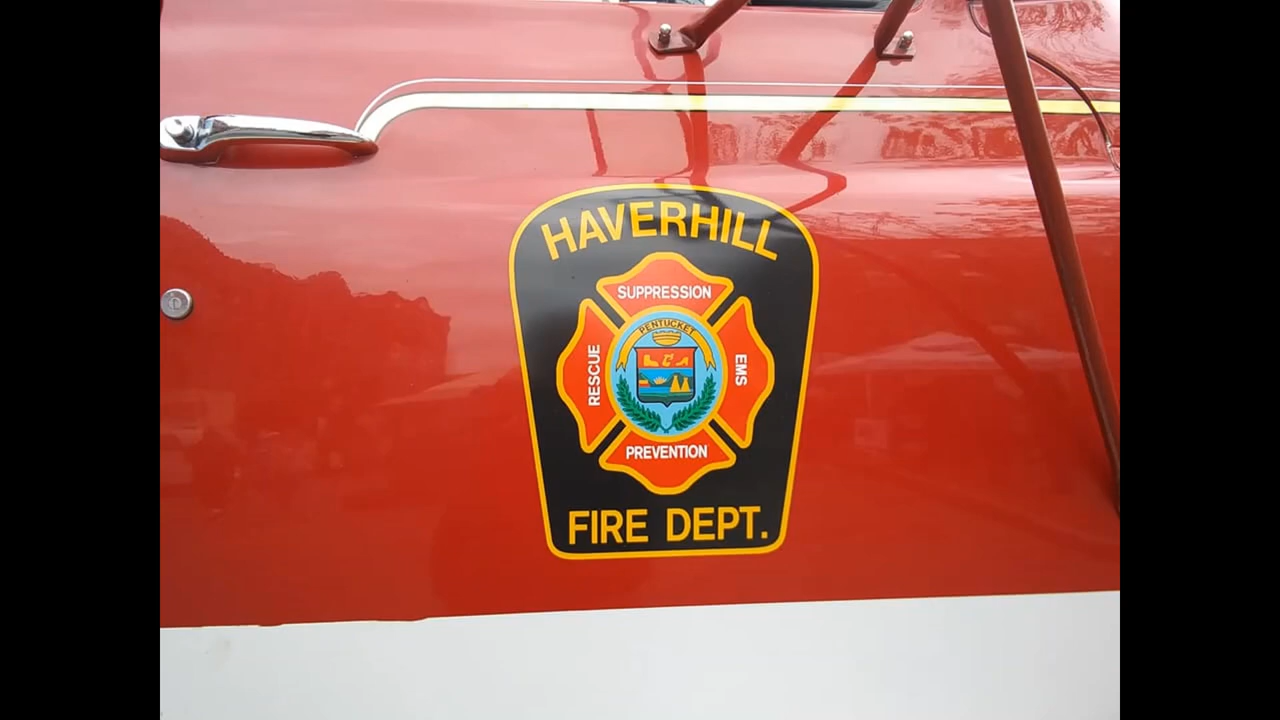 HAVERHILL
SUPPRESSION
PENTUCKET
RESCUE
EMS
PREVENTION
FIRE DEPT.